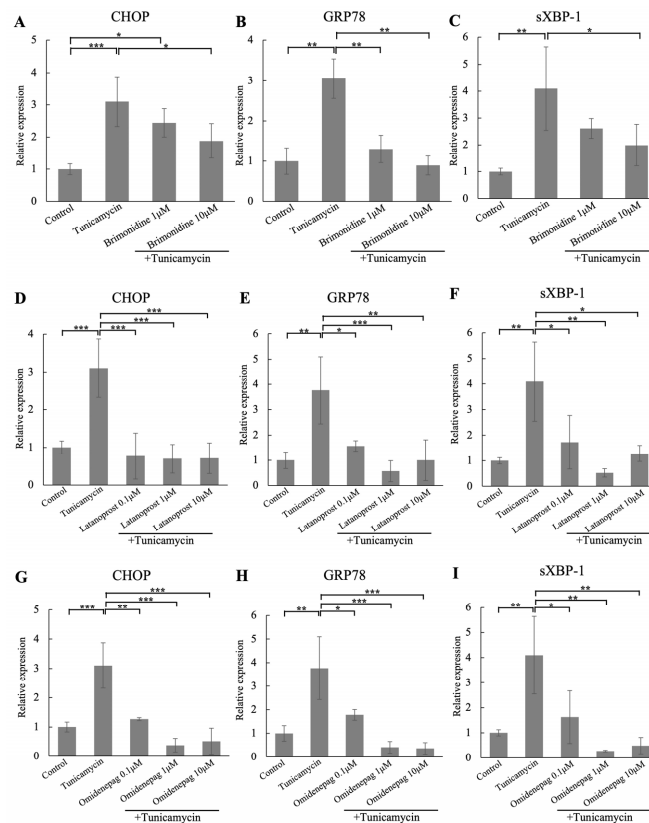 A CHOP
* 
*** *
Relative expression
5
4
3
2
1
0
Control
Tunicamycin
Brimonidine 1μM
Brimonidine 10μM
+Tunicamycin
B GRP78
**
** **
Relative expression
4
3
2
1
0
Control
Tunicamycin
Brimonidine 1μM
Brimonidine 10μM
+Tunicamycin
C sXBP-1
** *
Relative expression
6
5
4
3
2
1
0
Control
Tunicamycin
Brimonidine 1μM
Brimonidine 10μM
+Tunicamycin
D CHOP
***
***
*** ***
Relative expression
4
3
2
1
0
Control
Tunicamycin
Latanoprost 0.1μM
Latanoprost 1μM
Latanoprost 10μM
+Tunicamycin
E GRP78
**
***
** *
Relative expression
6
5
4
3
2
1
0
Control
Tunicamycin
Latanoprost 0.1μM
Latanoprost 1μM
Latanoprost 10μM
+Tunicamycin
F sXBP-1
*
**
** *
Relative expression
6
5
4
3
2
1
0
Control
Tunicamycin
Latanoprost 0.1μM
Latanoprost 1μM
Latanoprost 10μM
+Tunicamycin
G CHOP
***
***
*** **
Relative expression
5
4
3
2
1
0
Control
Tunicamycin
Omidenepag 0.1μM
Omidenepag 1μM
Omidenepag 10μM
+Tunicamycin
H GRP78
***
***
** *
Relative expression
6
5
4
3
2
1
0
Control
Tunicamycin
Omidenepag 0.1μM
Omidenepag 1μM
Omidenepag 10μM
+Tunicamycin
I sXBP-1
**
**
** *
Relative expression
6
5
4
3
2
1
0
Control
Tunicamycin
Omidenepag 0.1μM
Omidenepag 1μM
Omidenepag 10μM
+Tunicamycin